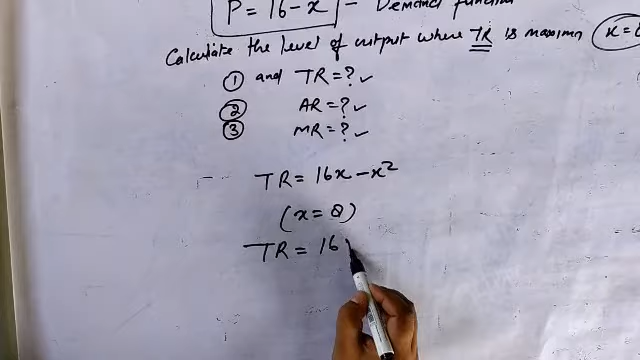 P = 16 - x - Demand function
Calculate the level of output where TR is maximum x =
① and TR = ? ✓
② AR = ? ✓
③ MR = ? ✓
TR = 16x - x²
(x = 8)
TR = 16